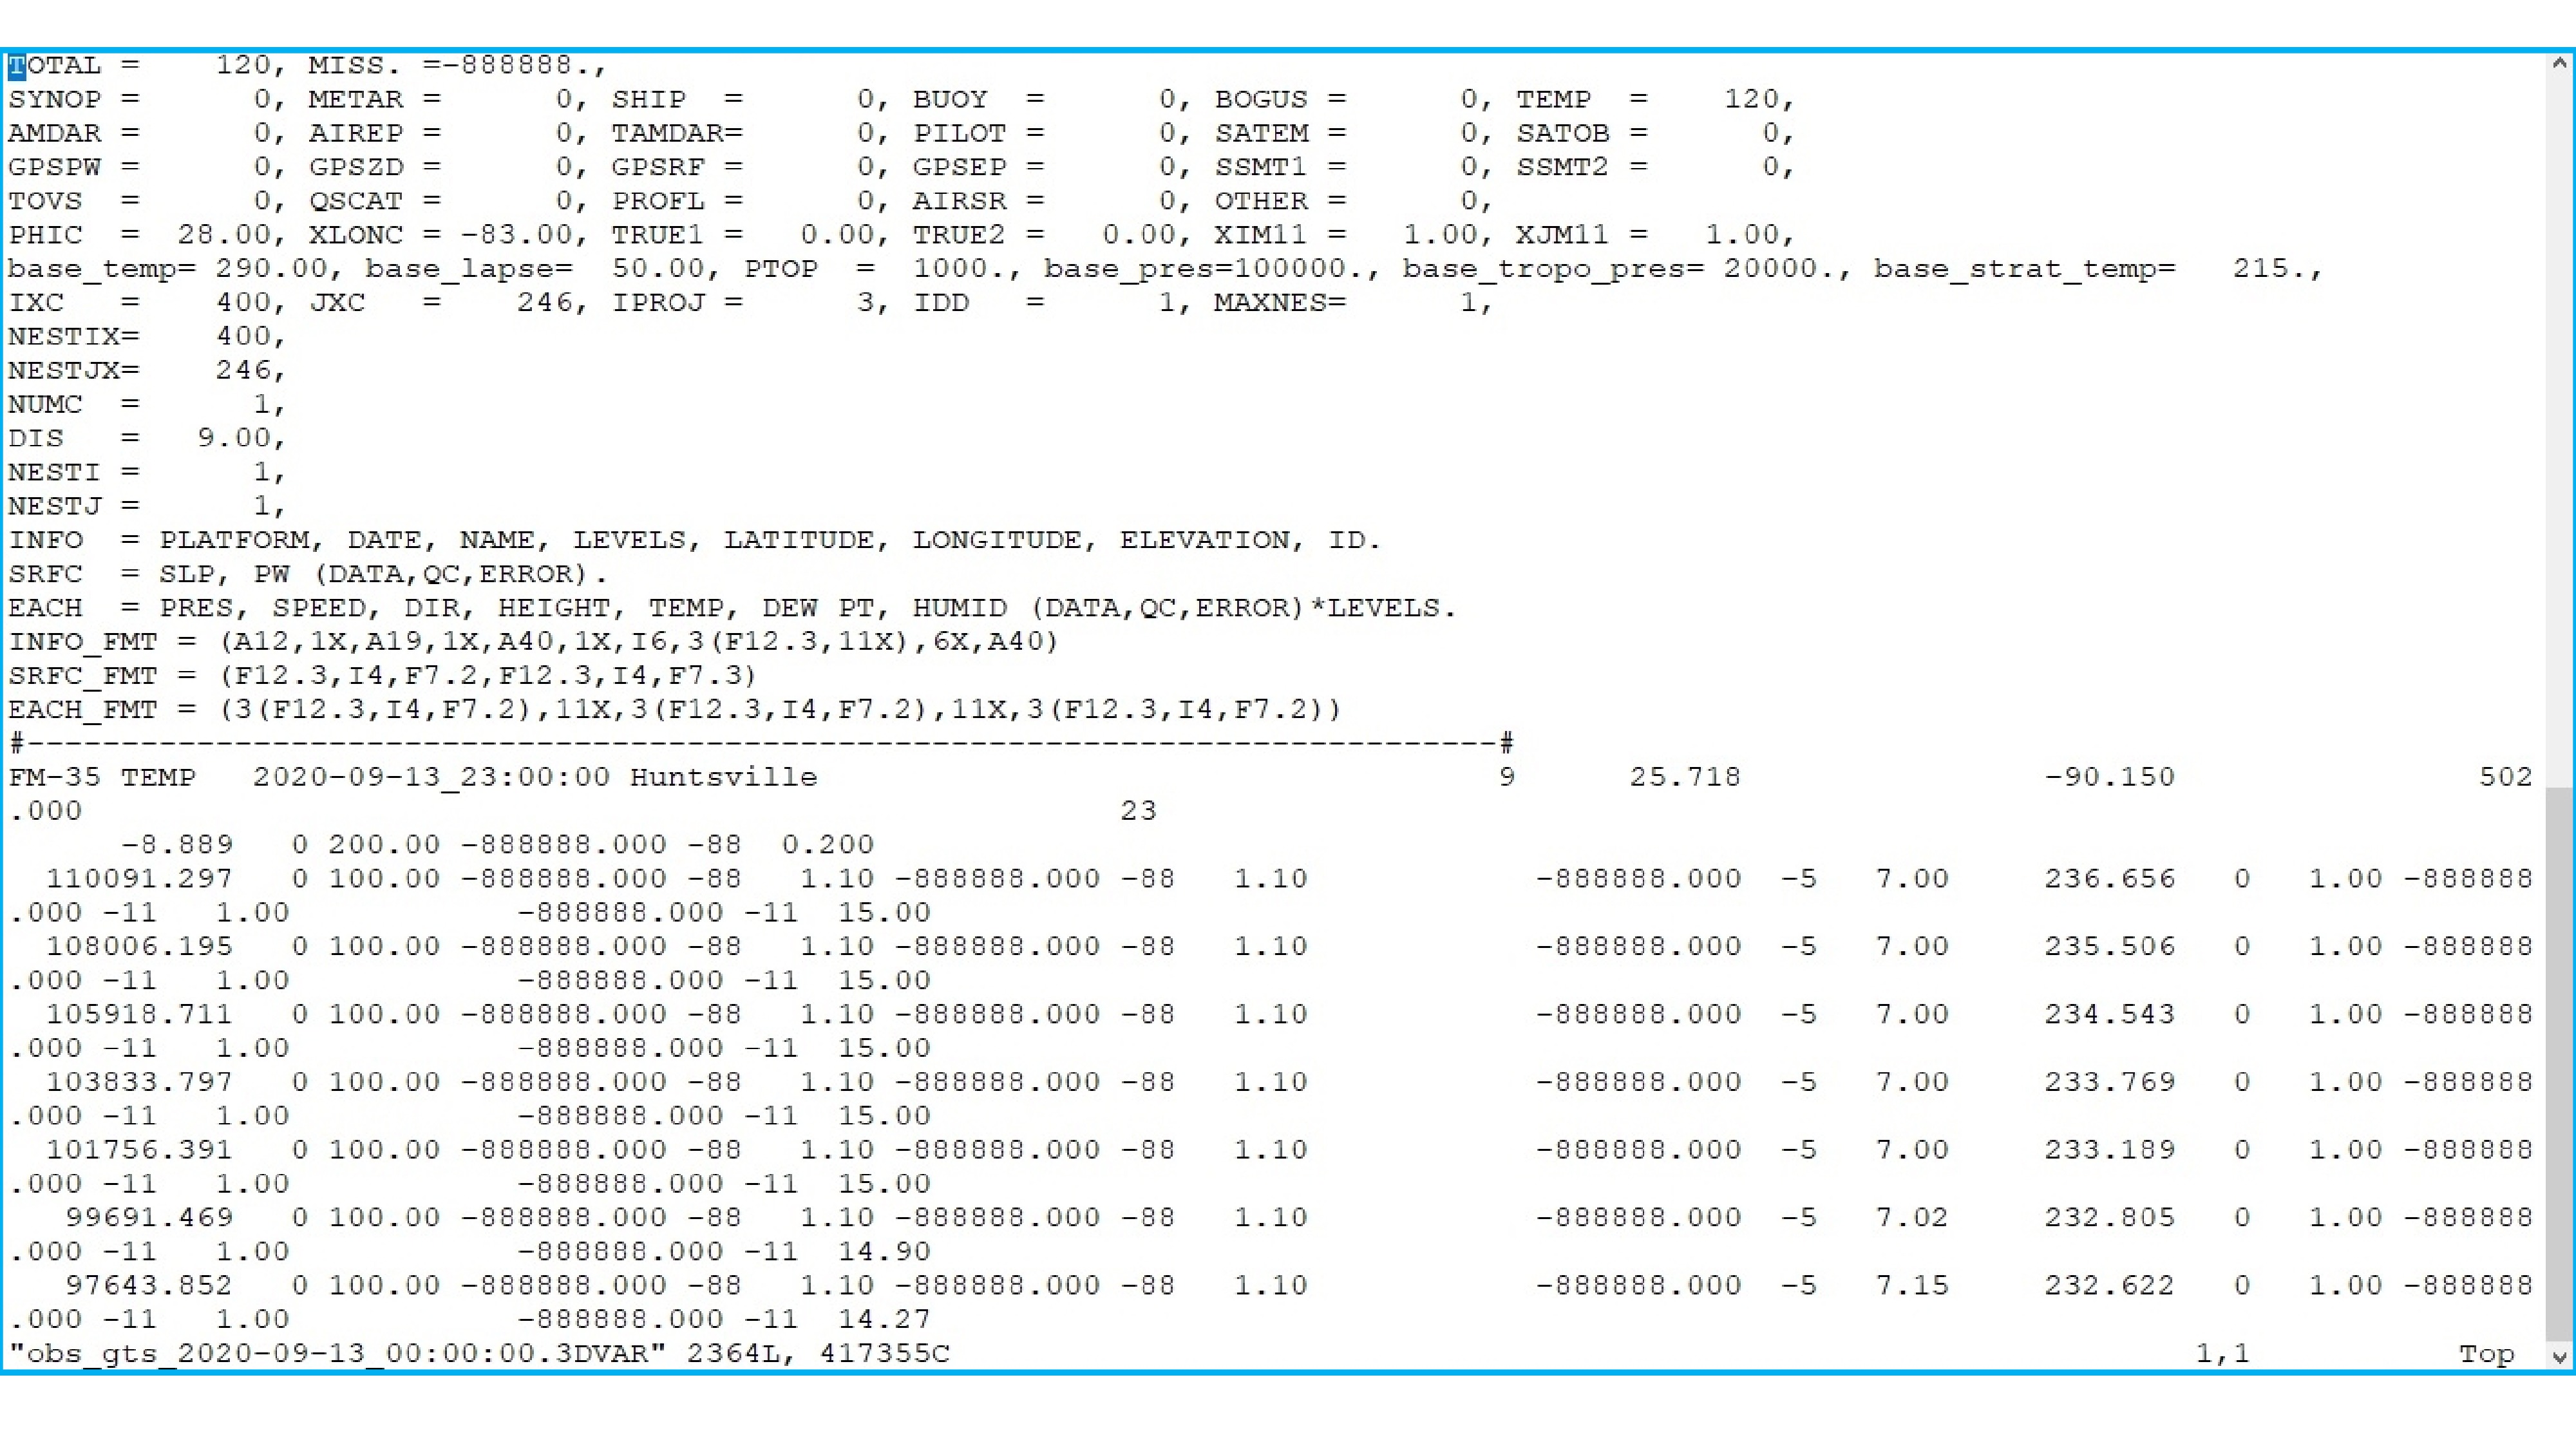 TOTAL =    120, MISS. =-888888.,
SYNOP =      0, METAR =      0, SHIP  =      0, BUOY  =      0, BOGUS =      0, TEMP  =    120,
AMDAR =      0, AIREP =      0, TAMDAR=      0, PILOT =      0, SATEM =      0, SATOB =      0,
GPSPW =      0, GPSZD =      0, GPSRF =      0, GPSEP =      0, SSMT1 =      0, SSMT2 =      0,
TOVS  =      0, QSCAT =      0, PROFL =      0, AIRSR =      0, OTHER =      0,
PHIC  =  28.00, XLONC = -83.00, TRUE1 =   0.00, TRUE2 =   0.00, XIM11 =   1.00, XJM11 =   1.00,
base_temp= 290.00, base_lapse=  50.00, PTOP  =  1000., base_pres=100000., base_tropo_pres= 20000., base_strat_temp=   215.,
IXC   =    400, JXC   =    246, IPROJ =      3, IDD   =      1, MAXNES=      1,
NESTIX=    400,
NESTJX=    246,
NUMC  =      1,
DIS   =   9.00,
NESTI =      1,
NESTJ =      1,
INFO  = PLATFORM, DATE, NAME, LEVELS, LATITUDE, LONGITUDE, ELEVATION, ID.
SRFC  = SLP, PW (DATA,QC,ERROR).
EACH  = PRES, SPEED, DIR, HEIGHT, TEMP, DEW PT, HUMID (DATA,QC,ERROR)*LEVELS.
INFO_FMT = (A12,1X,A19,1X,A40,1X,I6,3(F12.3,11X),6X,A40)
SRFC_FMT = (F12.3,I4,F7.2,F12.3,I4,F7.3)
EACH_FMT = (3(F12.3,I4,F7.2),11X,3(F12.3,I4,F7.2),11X,3(F12.3,I4,F7.2))
#------------------------------------------------------------------------------#
FM-35 TEMP   2020-09-13_23:00:00 Huntsville                                    9      25.718                -90.150               502
.000                                                       23
      -8.889   0 200.00 -888888.000 -88  0.200
  110091.297   0 100.00 -888888.000 -88   1.10 -888888.000 -88   1.10            -888888.000  -5   7.00     236.656   0   1.00 -888888
.000 -11   1.00            -888888.000 -11  15.00
  108006.195   0 100.00 -888888.000 -88   1.10 -888888.000 -88   1.10            -888888.000  -5   7.00     235.506   0   1.00 -888888
.000 -11   1.00            -888888.000 -11  15.00
  105918.711   0 100.00 -888888.000 -88   1.10 -888888.000 -88   1.10            -888888.000  -5   7.00     234.543   0   1.00 -888888
.000 -11   1.00            -888888.000 -11  15.00
  103833.797   0 100.00 -888888.000 -88   1.10 -888888.000 -88   1.10            -888888.000  -5   7.00     233.769   0   1.00 -888888
.000 -11   1.00            -888888.000 -11  15.00
  101756.391   0 100.00 -888888.000 -88   1.10 -888888.000 -88   1.10            -888888.000  -5   7.00     233.189   0   1.00 -888888
.000 -11   1.00            -888888.000 -11  15.00
   99691.469   0 100.00 -888888.000 -88   1.10 -888888.000 -88   1.10            -888888.000  -5   7.02     232.805   0   1.00 -888888
.000 -11   1.00            -888888.000 -11  14.90
   97643.852   0 100.00 -888888.000 -88   1.10 -888888.000 -88   1.10            -888888.000  -5   7.15     232.622   0   1.00 -888888
.000 -11   1.00            -888888.000 -11  14.27
"obs_gts_2020-09-13_00:00:00.3DVAR" 2364L, 417355C                                                                  1,1           Top